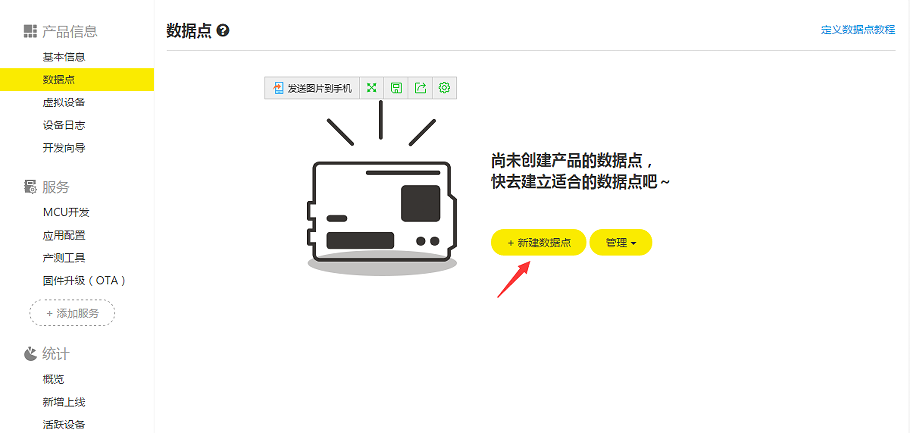 产品信息
基本信息
数据点
虚拟设备
设备日志
开发向导
服务
MCU开发
应用配置
产测工具
固件升级（OTA）
+ 添加服务
统计
概览
新增上线
活跃设备
数据点 ?
定义数据点教程
发送图片到手机
尚未创建产品的数据点，
快去建立适合的数据点吧～
+ 新建数据点
管理